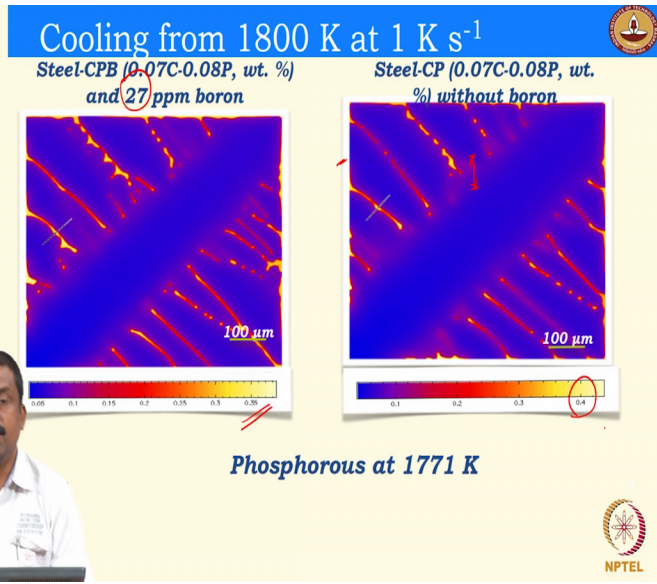 Cooling from 1800 K at 1 K s-1
Steel-CPB (0.07C-0.08P, wt. %)
and 27 ppm boron
Steel-CP (0.07C-0.08P, wt.
%) without boron
100 µm
100 µm
0.05 0.1 0.15 0.2 0.25 0.3 0.35
0.1 0.2 0.3 0.4
Phosphorous at 1771 K
NPTEL